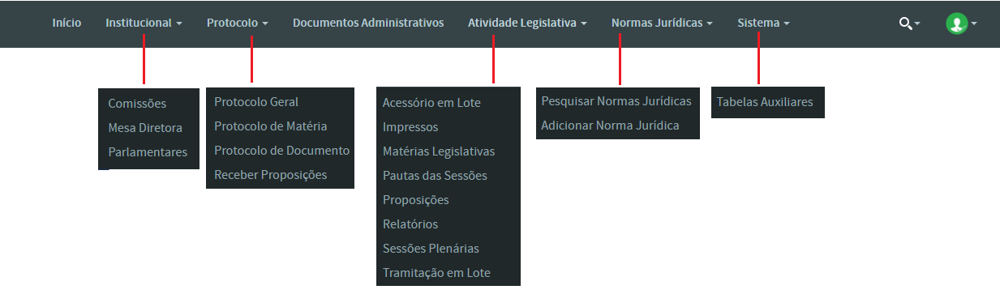 Início Institucional Protocolo Documentos Administrativos Atividade Legislativa Normas Jurídicas Sistema
Comissões
Mesa Diretora
Parlamentares
Protocolo Geral
Protocolo de Matéria
Protocolo de Documento
Receber Proposições
Acessório em Lote
Impressos
Matérias Legislativas
Pautas das Sessões
Proposições
Relatórios
Sessões Plenárias
Tramitação em Lote
Pesquisar Normas Jurídicas
Adicionar Norma Jurídica
Tabelas Auxiliares